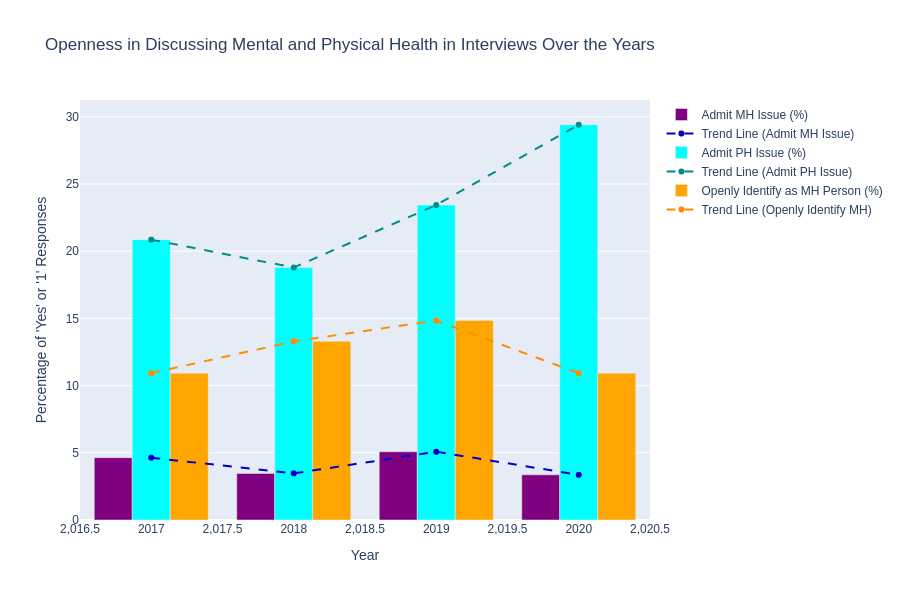 Openness in Discussing Mental and Physical Health in Interviews Over the Years
Admit MH Issue (%)
Trend Line (Admit MH Issue)
Admit PH Issue (%)
Trend Line (Admit PH Issue)
Openly Identify as MH Person (%)
Trend Line (Openly Identify MH)
Percentage of 'Yes' or '1' Responses
30
25
20
15
10
5
0
2,016.5 2017 2,017.5 2018 2,018.5 2019 2,019.5 2020 2,020.5
Year